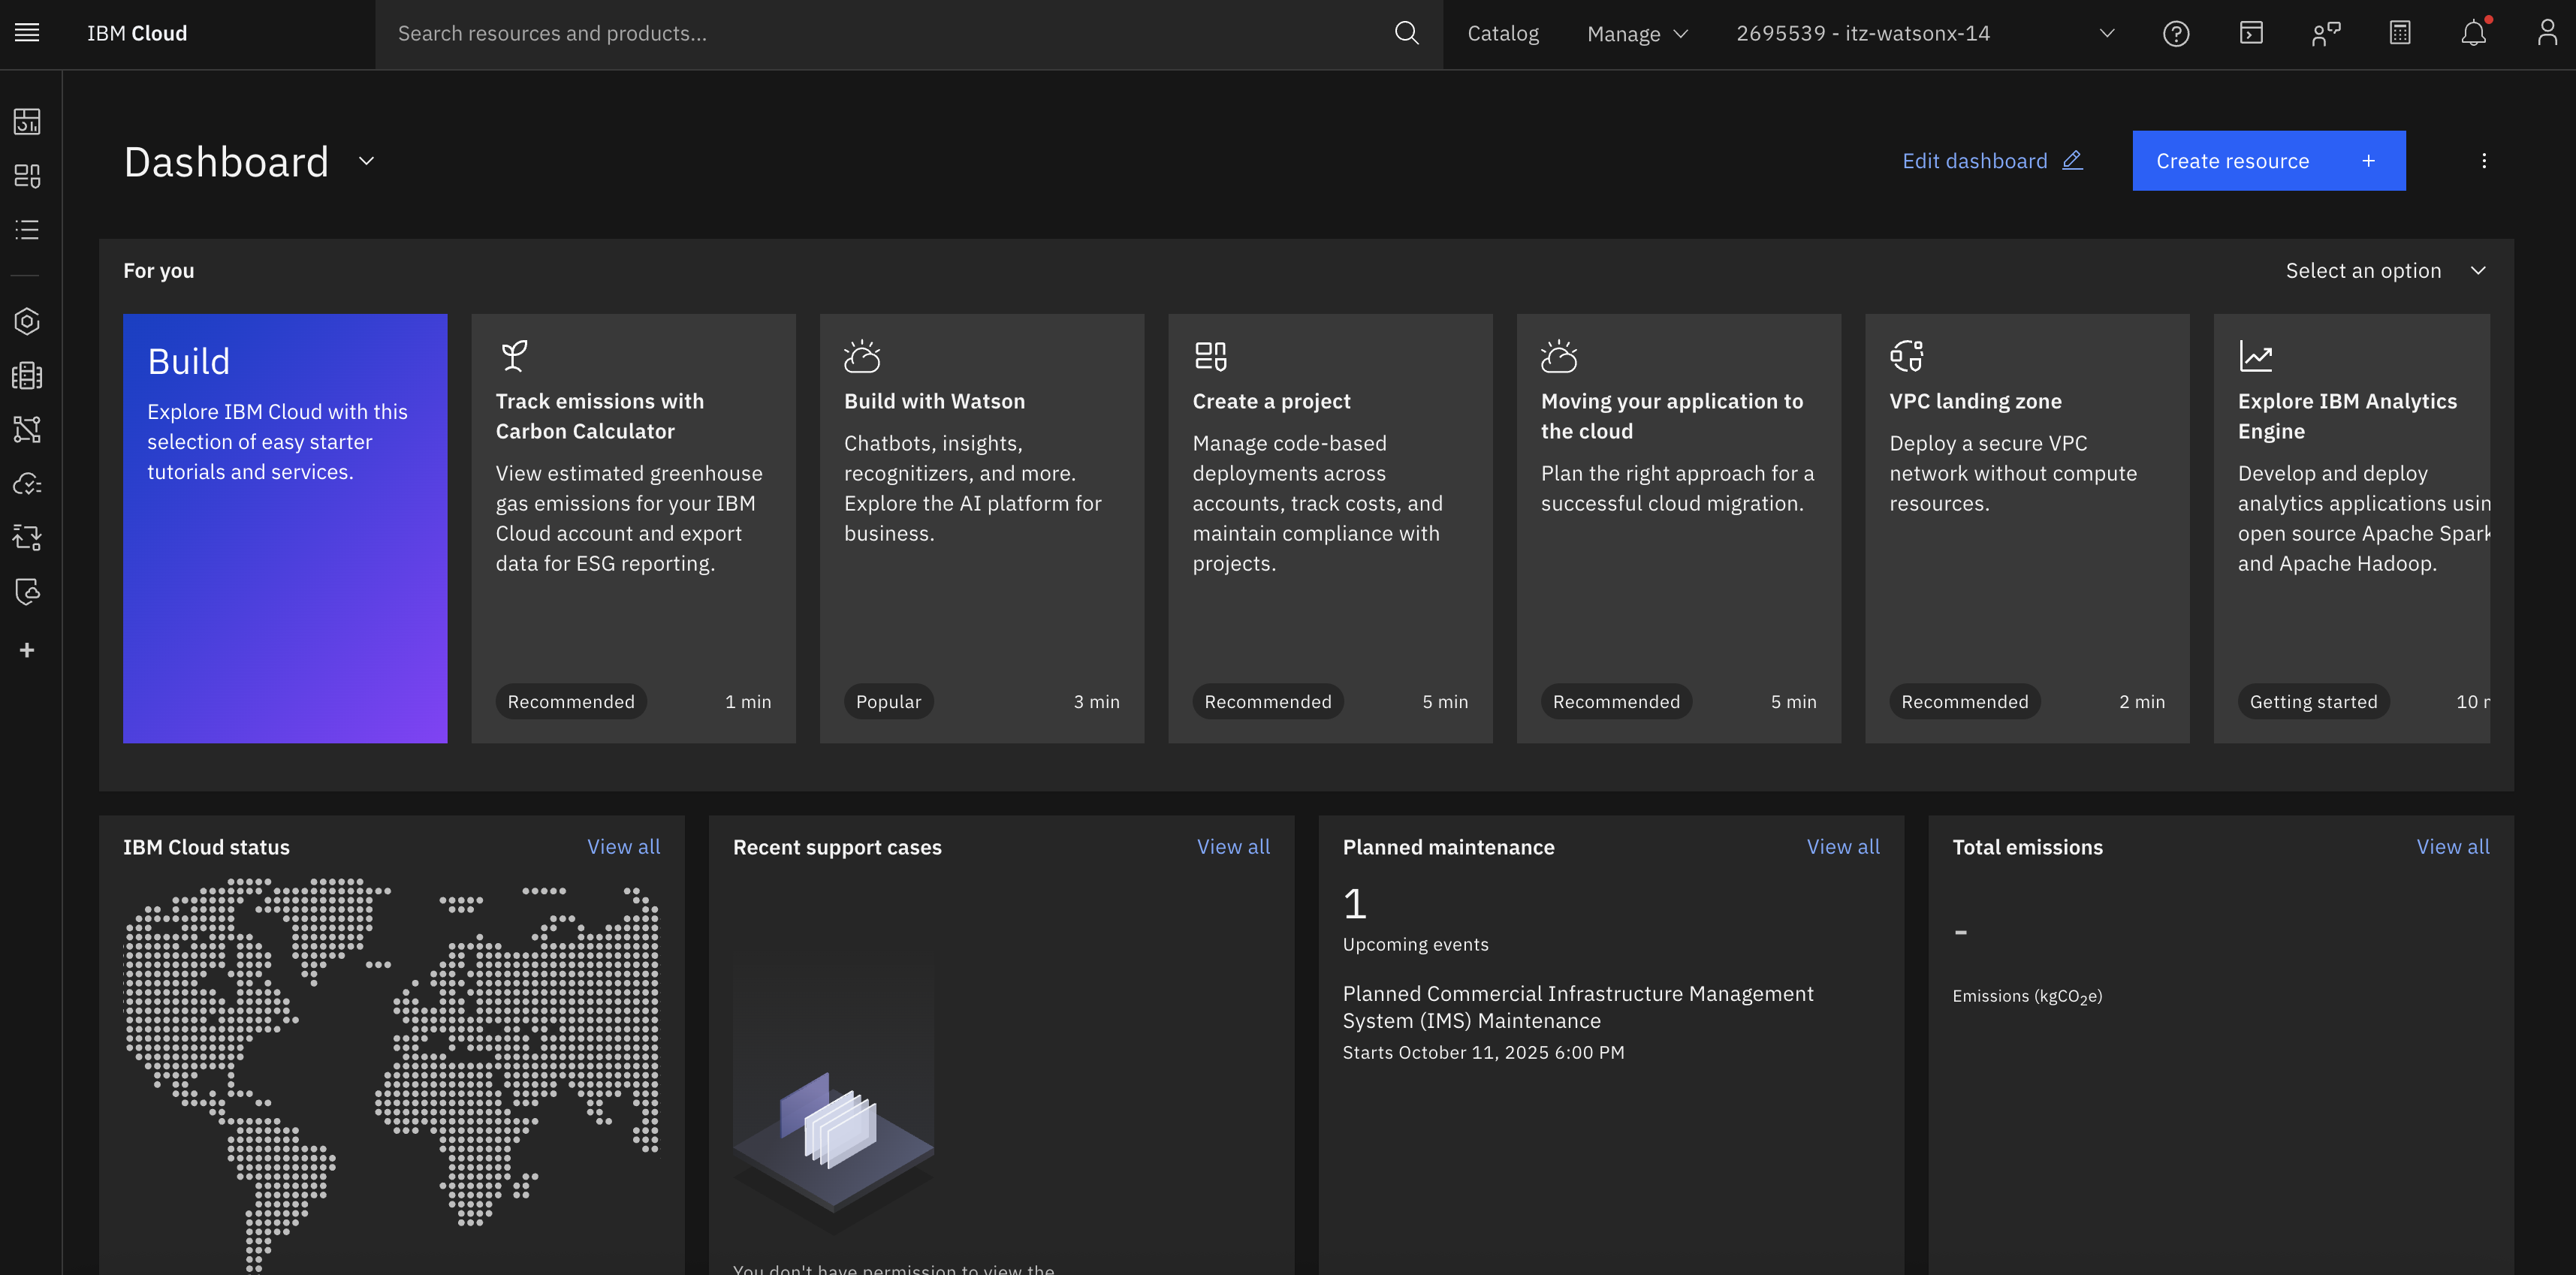 IBM Cloud
Search resources and products...
Catalog
Manage
2695539 - itz-watsonx-14
Dashboard
Edit dashboard
Create resource
For you
Select an option
Build
Explore IBM Cloud with this
selection of easy starter
tutorials and services.
Track emissions with
Carbon Calculator
View estimated greenhouse
gas emissions for your IBM
Cloud account and export
data for ESG reporting.
Recommended
1 min
Build with Watson
Chatbots, insights,
recognitizers, and more.
Explore the AI platform for
business.
Popular
3 min
Create a project
Manage code-based
deployments across
accounts, track costs, and
maintain compliance with
projects.
Recommended
5 min
Moving your application to
the cloud
Plan the right approach for a
successful cloud migration.
Recommended
5 min
VPC landing zone
Deploy a secure VPC
network without compute
resources.
Recommended
2 min
Explore IBM Analytics
Engine
Develop and deploy
analytics applications usin
open source Apache Spark
and Apache Hadoop.
Getting started
10
IBM Cloud status
View all
Recent support cases
View all
You don't have permission to view the
Planned maintenance
View all
1
Upcoming events
Planned Commercial Infrastructure Management
System (IMS) Maintenance
Starts October 11, 2025 6:00 PM
Total emissions
View all
-
Emissions (kgCO₂e)